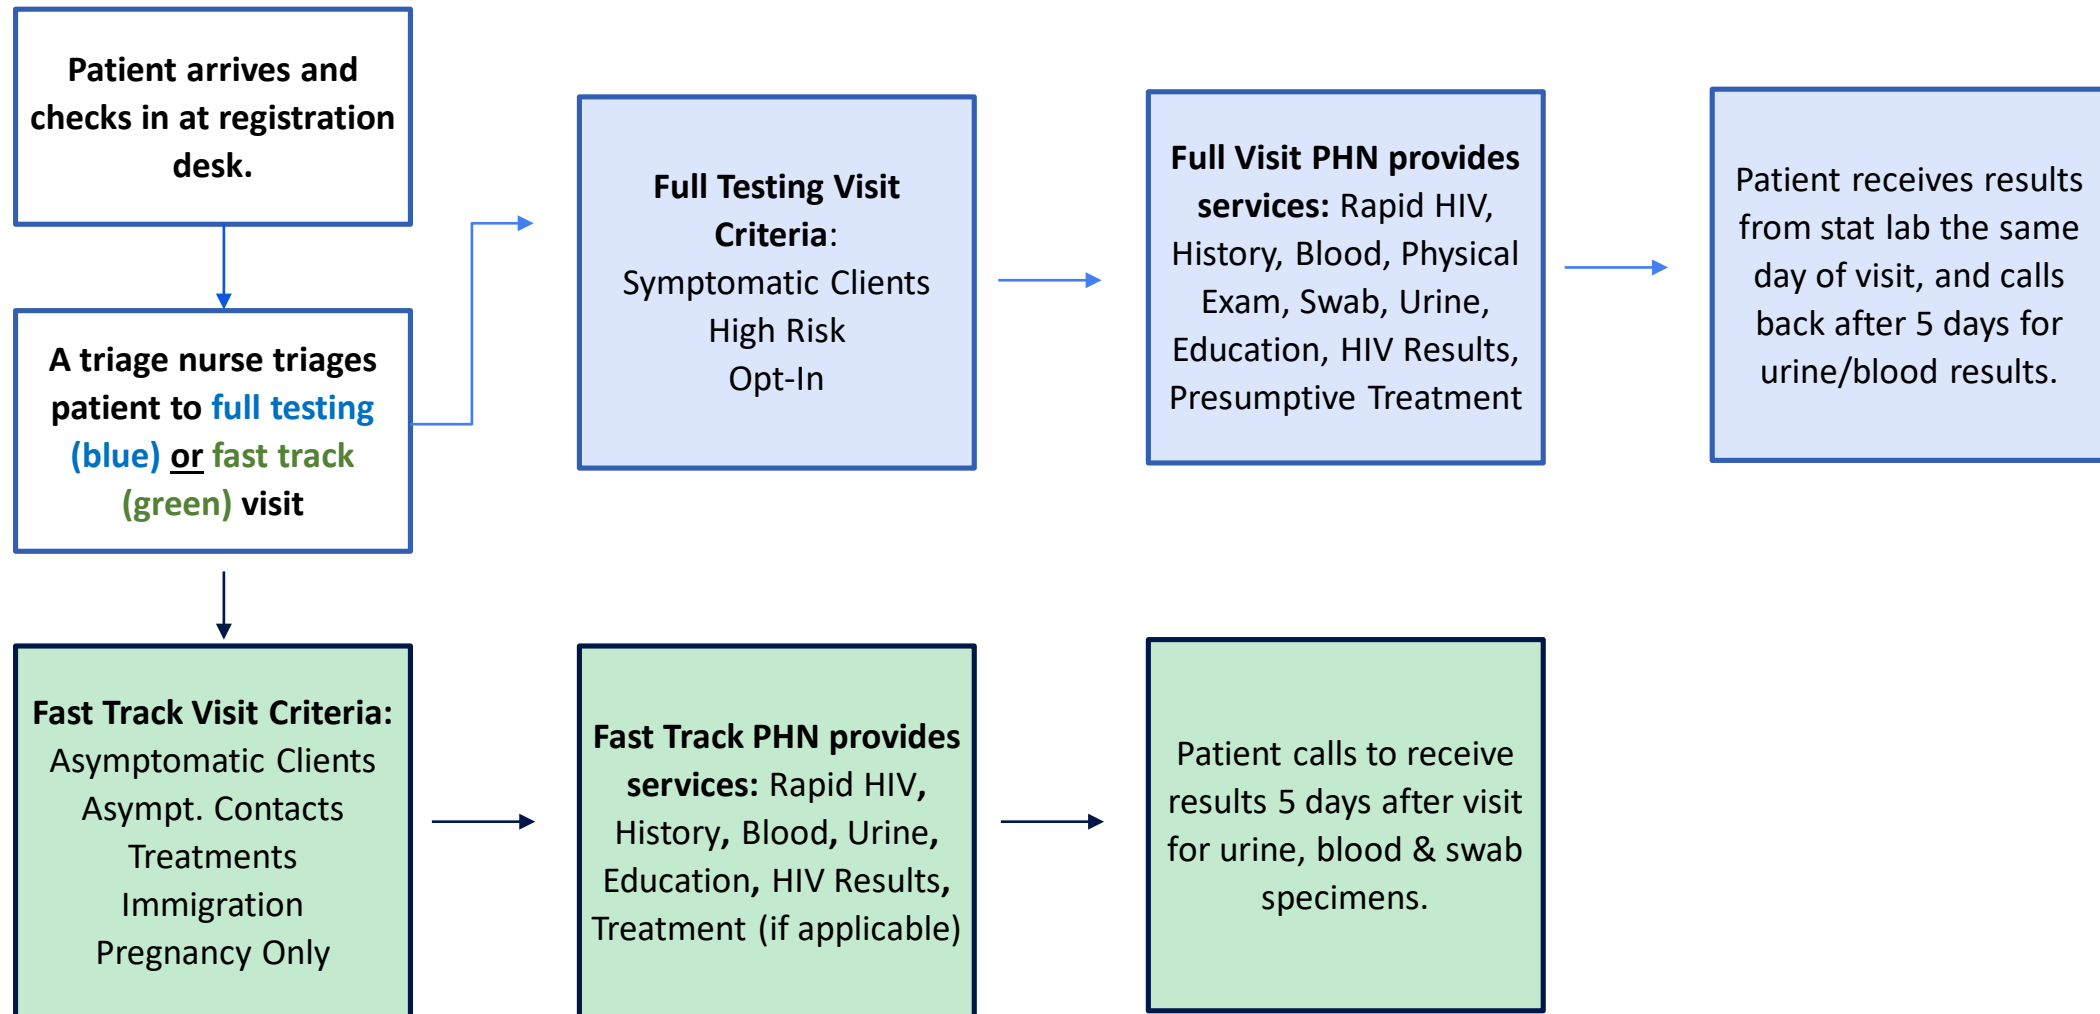 Patient arrives and
checks in at registration
desk.
A triage nurse triages
patient to full testing
(blue) or fast track
(green) visit
Full Testing Visit
Criteria:
Symptomatic Clients
High Risk
Opt-In
Full Visit PHN provides
services: Rapid HIV,
History, Blood, Physical
Exam, Swab, Urine,
Education, HIV Results,
Presumptive Treatment
Patient receives results
from stat lab the same
day of visit, and calls
back after 5 days for
urine/blood results.
Fast Track Visit Criteria:
Asymptomatic Clients
Asympt. Contacts
Treatments
Immigration
Pregnancy Only
Fast Track PHN provides
services: Rapid HIV,
History, Blood, Urine,
Education, HIV Results,
Treatment (if applicable)
Patient calls to receive
results 5 days after visit
for urine, blood & swab
specimens.